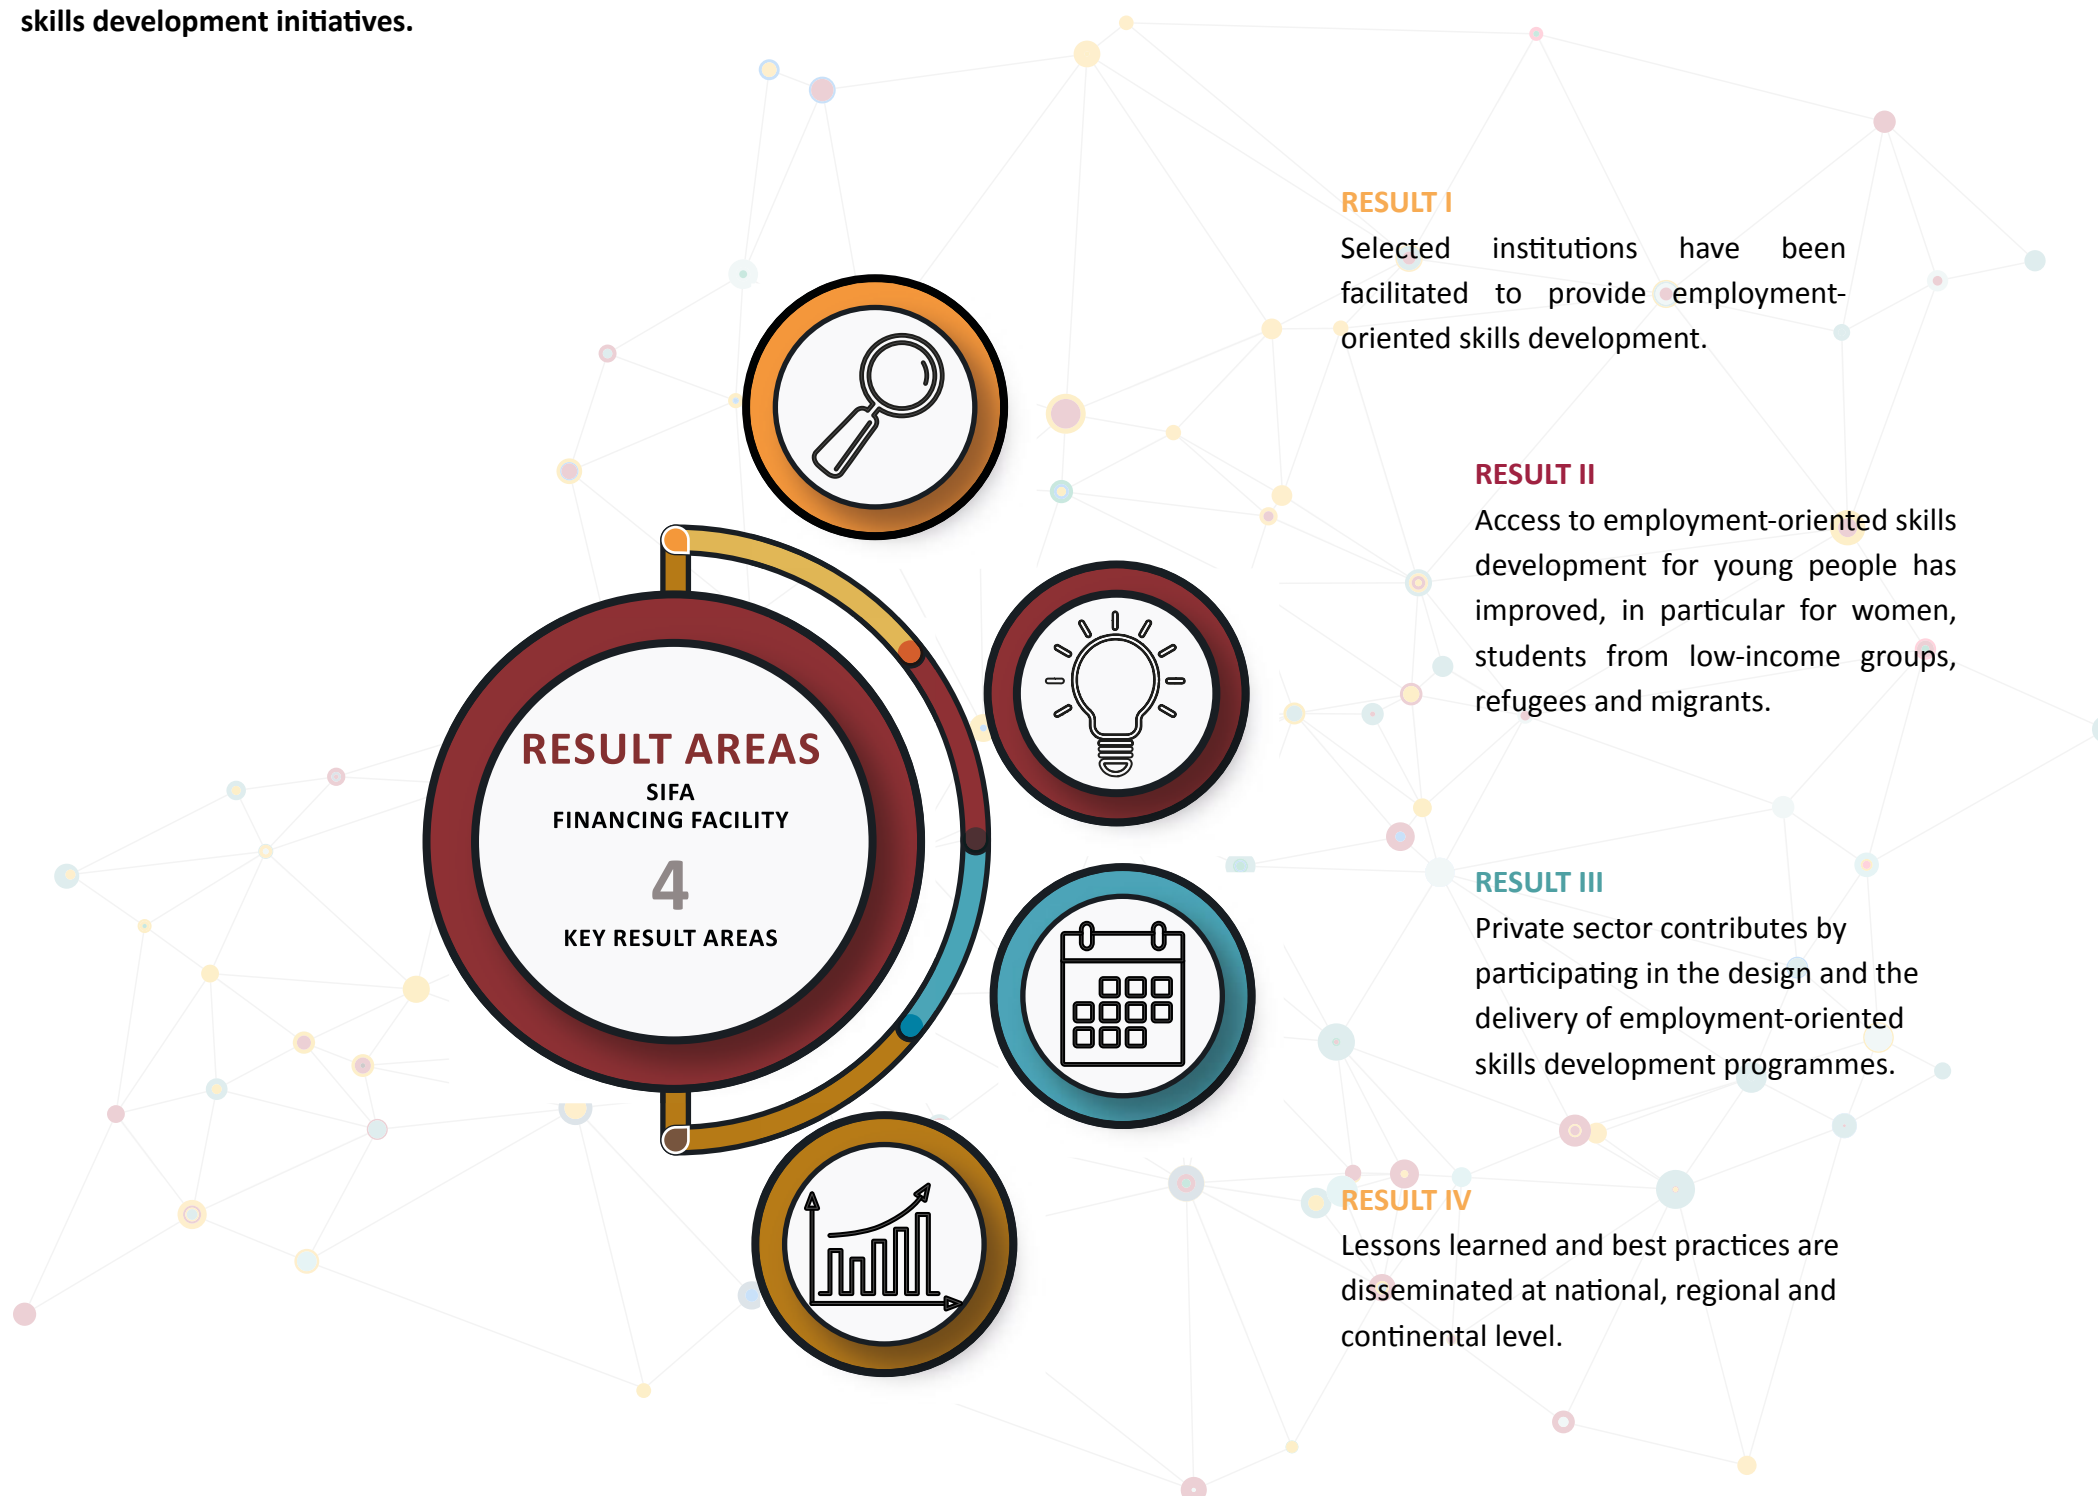 skills development initiatives.
RESULT AREAS
SIFA
FINANCING FACILITY
4
KEY RESULT AREAS
RESULT I
Selected institutions have been
facilitated to provide employment-
oriented skills development.
RESULT II
Access to employment-oriented skills
development for young people has
improved, in particular for women,
students from low-income groups,
refugees and migrants.
RESULT III
Private sector contributes by
participating in the design and the
delivery of employment-oriented
skills development programmes.
RESULT IV
Lessons learned and best practices are
disseminated at national, regional and
continental level.